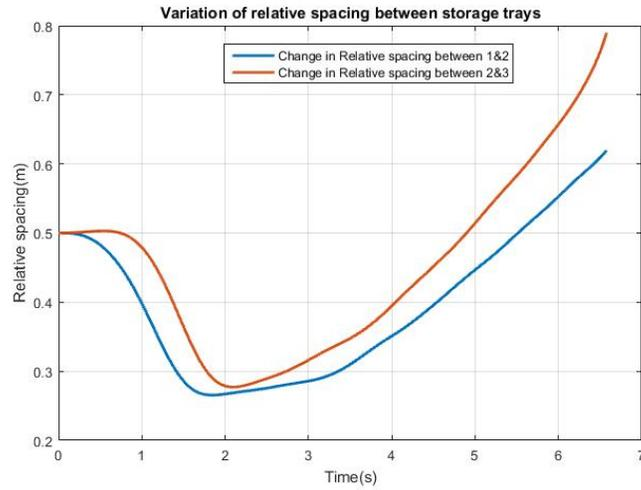 Variation of relative spacing between storage trays
0.8
Change in Relative spacing between 1&2
Change in Relative spacing between 2&3
0.7
0.6
Relative spacing(m)
0.5
0.4
0.3
0.2
0 1 2 3 4 5 6 7
Time(s)